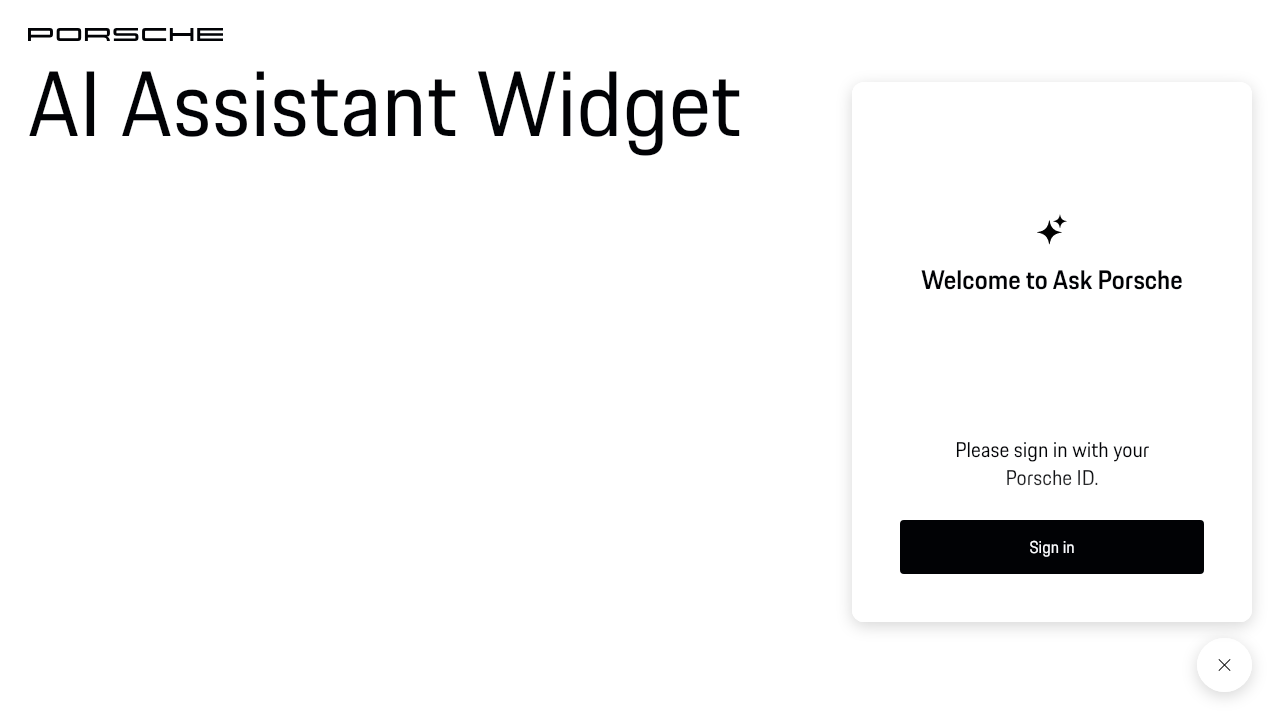 PORSCHE
AI Assistant Widget
Welcome to Ask Porsche
Please sign in with your
Porsche ID.
Sign in